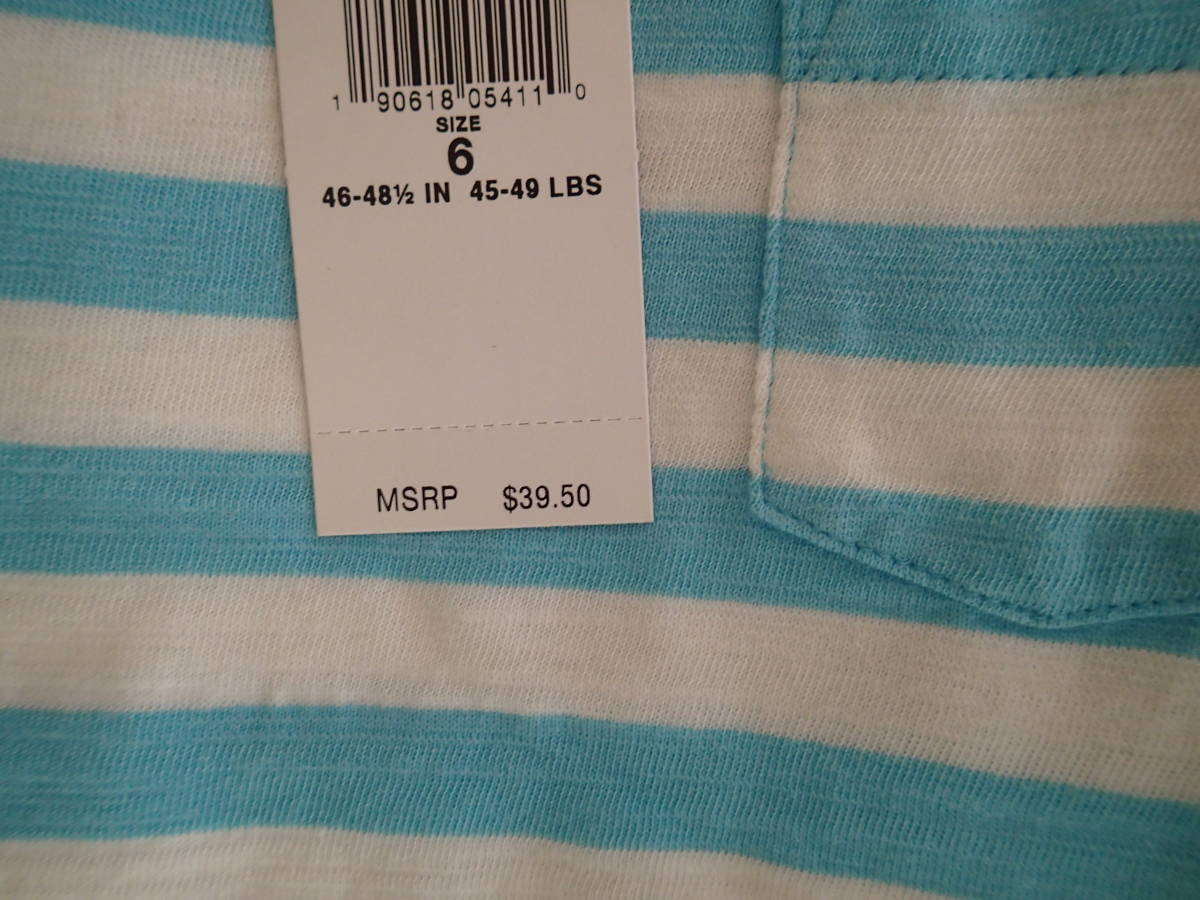 1 90618 05411 0
SIZE
6
46-48½ IN 45-49 LBS
MSRP $39.50